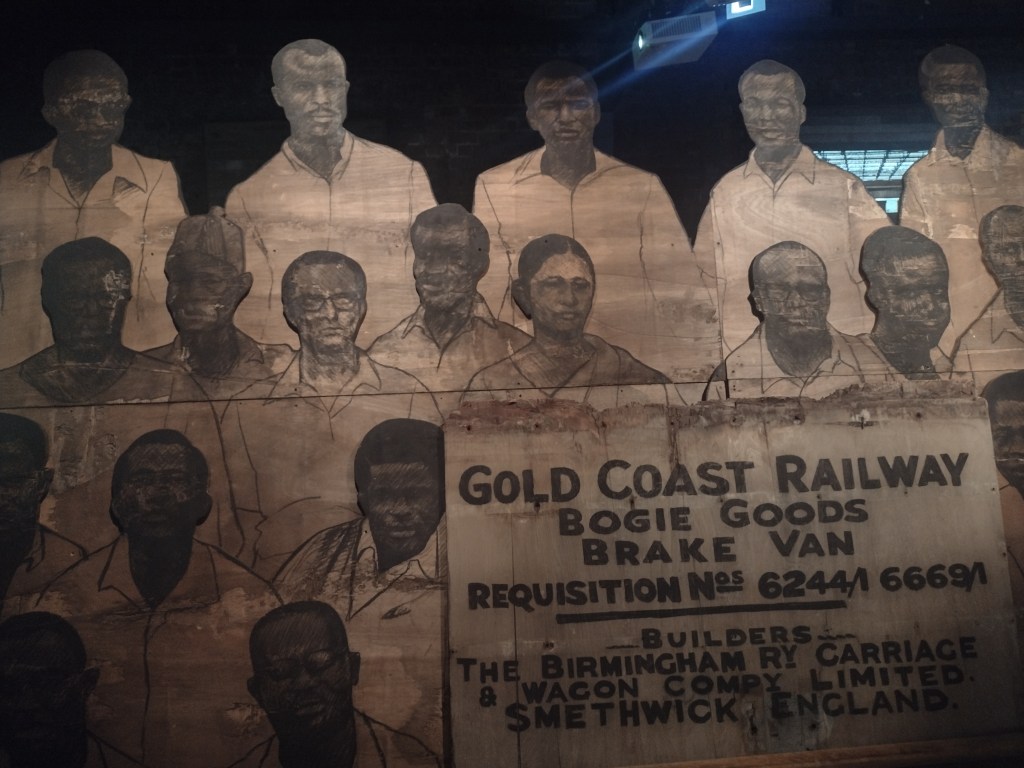 GOLD COAST RAILWAY
BOGIE GOODS
BRAKE VAN
REQUISITION Nos 6244/1 6669/1
BUILDERS
THE BIRMINGHAM RY CARRIAGE
& WAGON COMPY LIMITED.
SMETHWICK, ENGLAND.